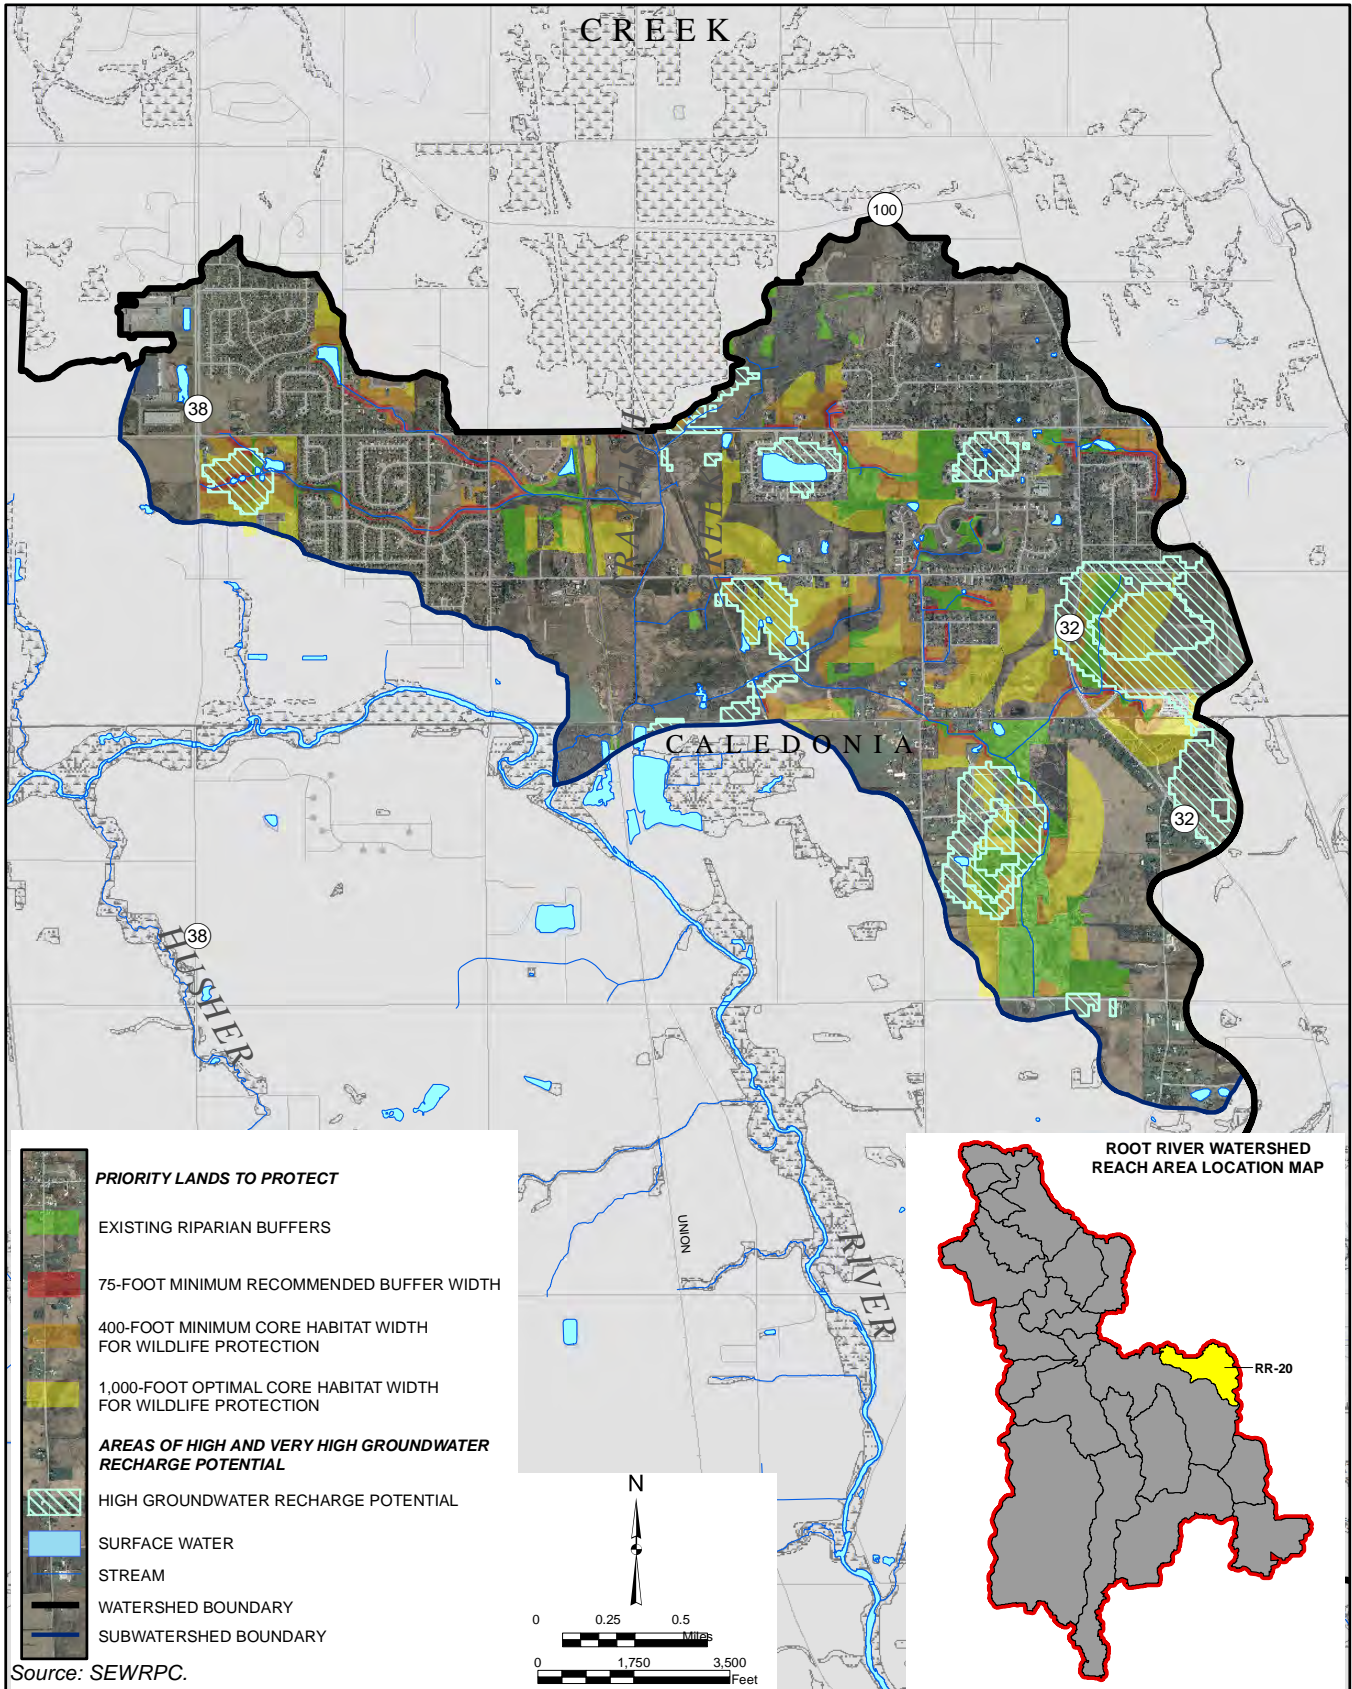 CREEK
100
38
CREEK
32
CALEDONIA
32
38
HUSHER
UNION
RIVER
PRIORITY LANDS TO PROTECT
EXISTING RIPARIAN BUFFERS
75-FOOT MINIMUM RECOMMENDED BUFFER WIDTH
400-FOOT MINIMUM CORE HABITAT WIDTH
FOR WILDLIFE PROTECTION
1,000-FOOT OPTIMAL CORE HABITAT WIDTH
FOR WILDLIFE PROTECTION
AREAS OF HIGH AND VERY HIGH GROUNDWATER
RECHARGE POTENTIAL
HIGH GROUNDWATER RECHARGE POTENTIAL
SURFACE WATER
STREAM
WATERSHED BOUNDARY
SUBWATERSHED BOUNDARY
Source: SEWRPC.
N
0 0.25 0.5
Miles
0 1,750 3,500
Feet
ROOT RIVER WATERSHED
REACH AREA LOCATION MAP
RR-20